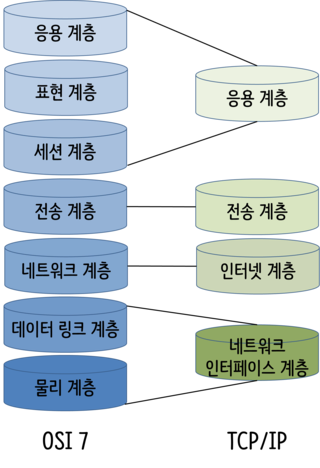 응용 계층
표현 계층
세션 계층
전송 계층
네트워크 계층
데이터 링크 계층
물리 계층
OSI 7
응용 계층
전송 계층
인터넷 계층
네트워크
인터페이스 계층
TCP/IP